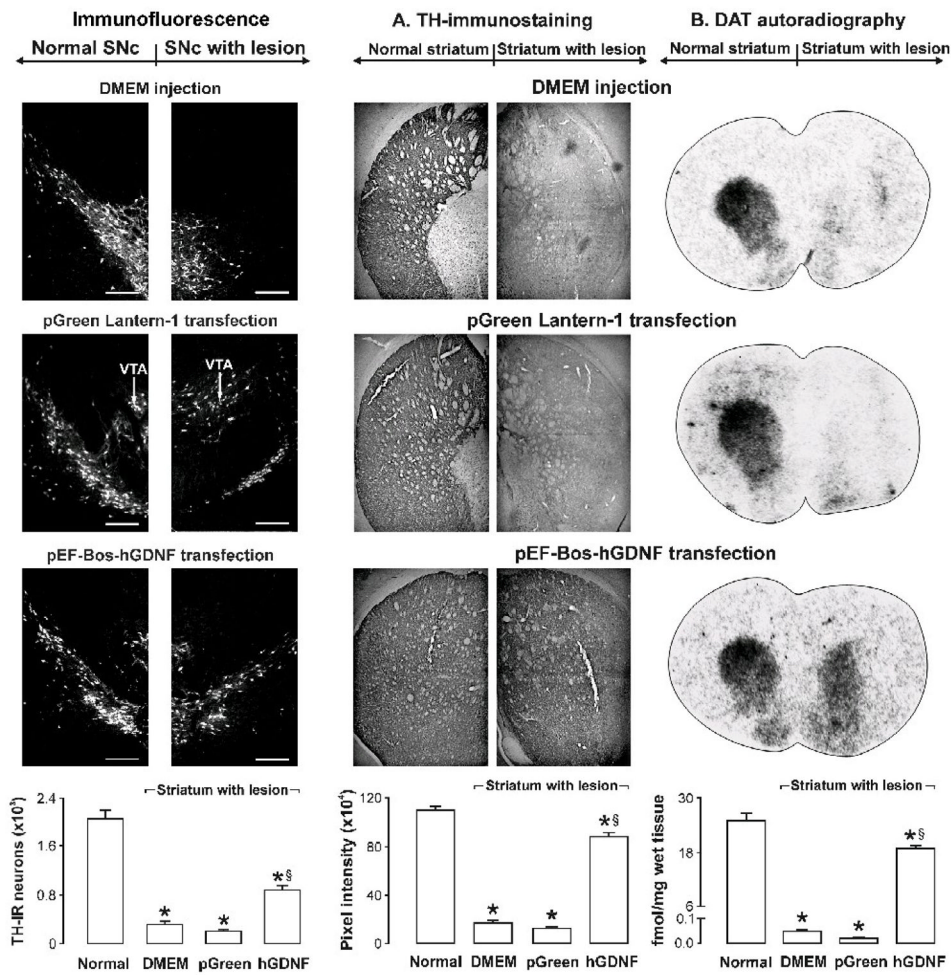 Immunofluorescence
Normal SNc
SNc with lesion
DMEM injection
pGreen Lantern-1 transfection
VTA
VTA
pEF-Bos-hGDNF transfection
TH-IR neurons (x10³)
2.4
1.6
0.8
0
Striatum with lesion
*
*
*§
Normal DMEM pGreen hGDNF
A. TH-immunostaining
Normal striatum
Striatum with lesion
B. DAT autoradiography
Normal striatum
Striatum with lesion
DMEM injection
pGreen Lantern-1 transfection
pEF-Bos-hGDNF transfection
Pixel intensity (x10⁴)
120
80
40
0
Striatum with lesion
*
*
*§
Normal DMEM pGreen hGDNF
fmol/mg wet tissue
30
18
6
0.1
0.0
Striatum with lesion
*
*
*§
Normal DMEM pGreen hGDNF